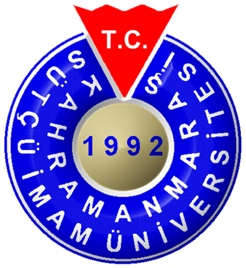 T.C.
KAHRAMANMARAŞ
SÜTÇÜ İMAM ÜNİVERSİTESİ
1992